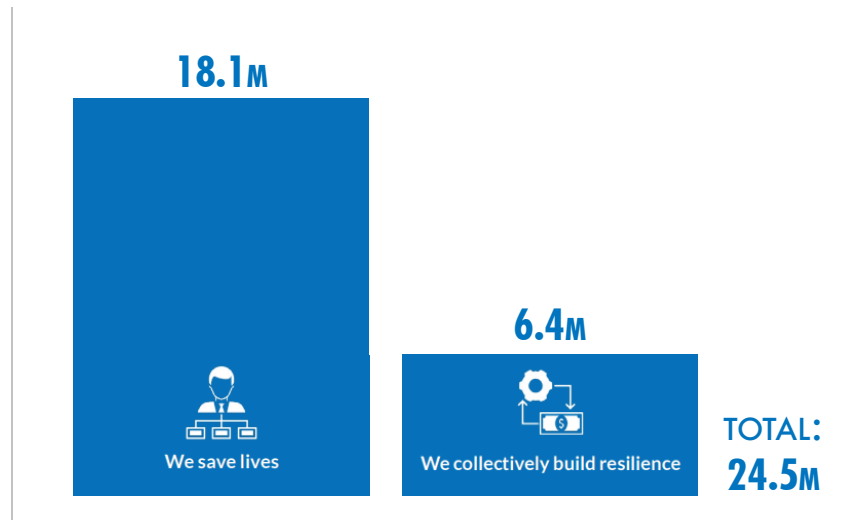 18.1M
6.4M
We save lives
We collectively build resilience
TOTAL:
24.5M